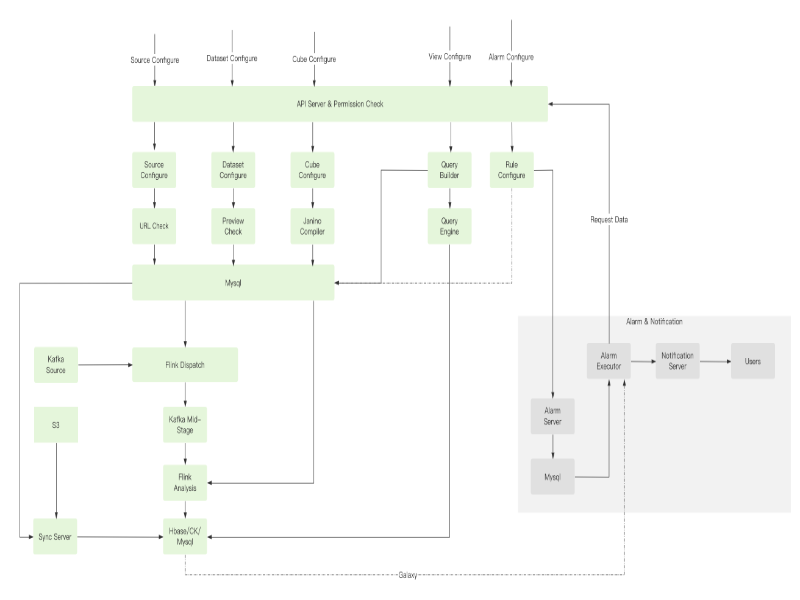 Source Configure
Dataset Configure
Cube Configure
View Configure
Alarm Configure
API Server & Permission Check
Source
Configure
Dataset
Configure
Cube
Configure
Query
Builder
Rule
Configure
URL Check
Preview
Check
Janino
Compiler
Query
Engine
Request Data
Mysql
Alarm & Notification
Kafka
Source
Flink Dispatch
Alarm
Executor
Notification
Server
Users
S3
Kafka Mid-
Stage
Alarm
Server
Flink
Analysis
Mysql
Sync Server
Hbase/CK/
Mysql
Galaxy